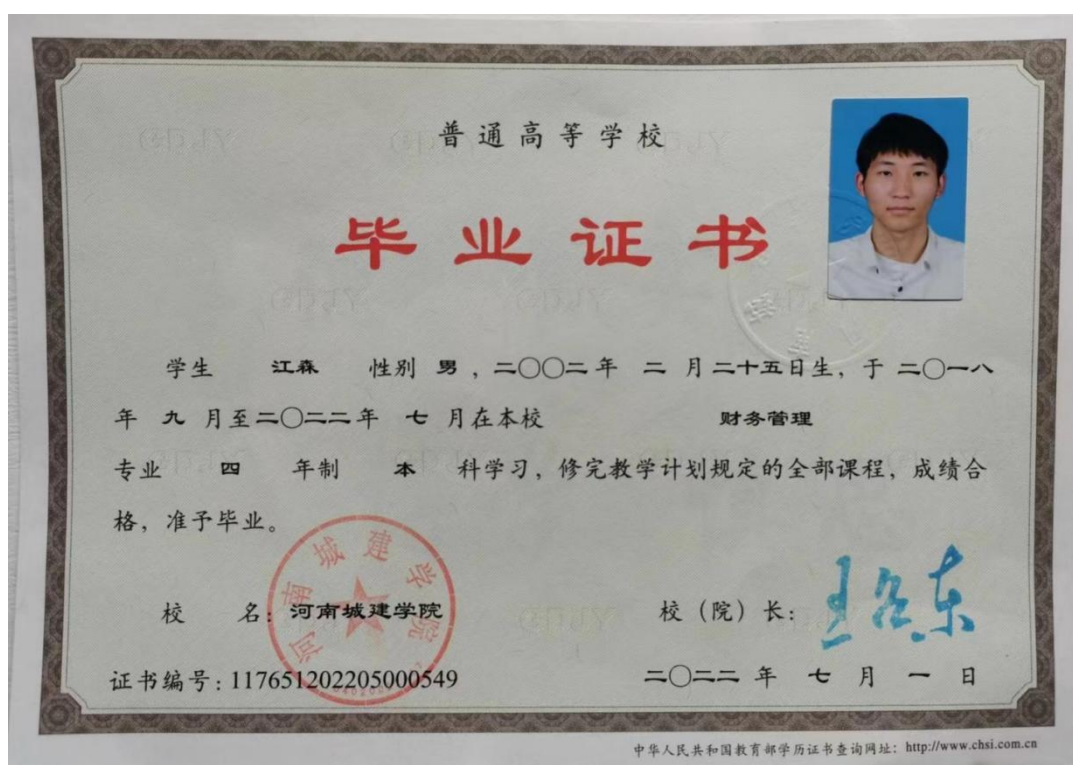 普通高等学校
毕业证书
学生 江森 性别 男 ，二〇〇二年 二 月二十五日生，于 二〇一八
年 九 月至二〇二二年 七 月在本校 财务管理
专业 四 年制 本 科学习，修完教学计划规定的全部课程，成绩合
格，准予毕业。
河南城建学院
校 名：河南城建学院 校（院）长：
证书编号：117651202205000549 二〇二二 年 七 月 一 日
中华人民共和国教育部学历证书查询网址：http://www.chsi.com.cn